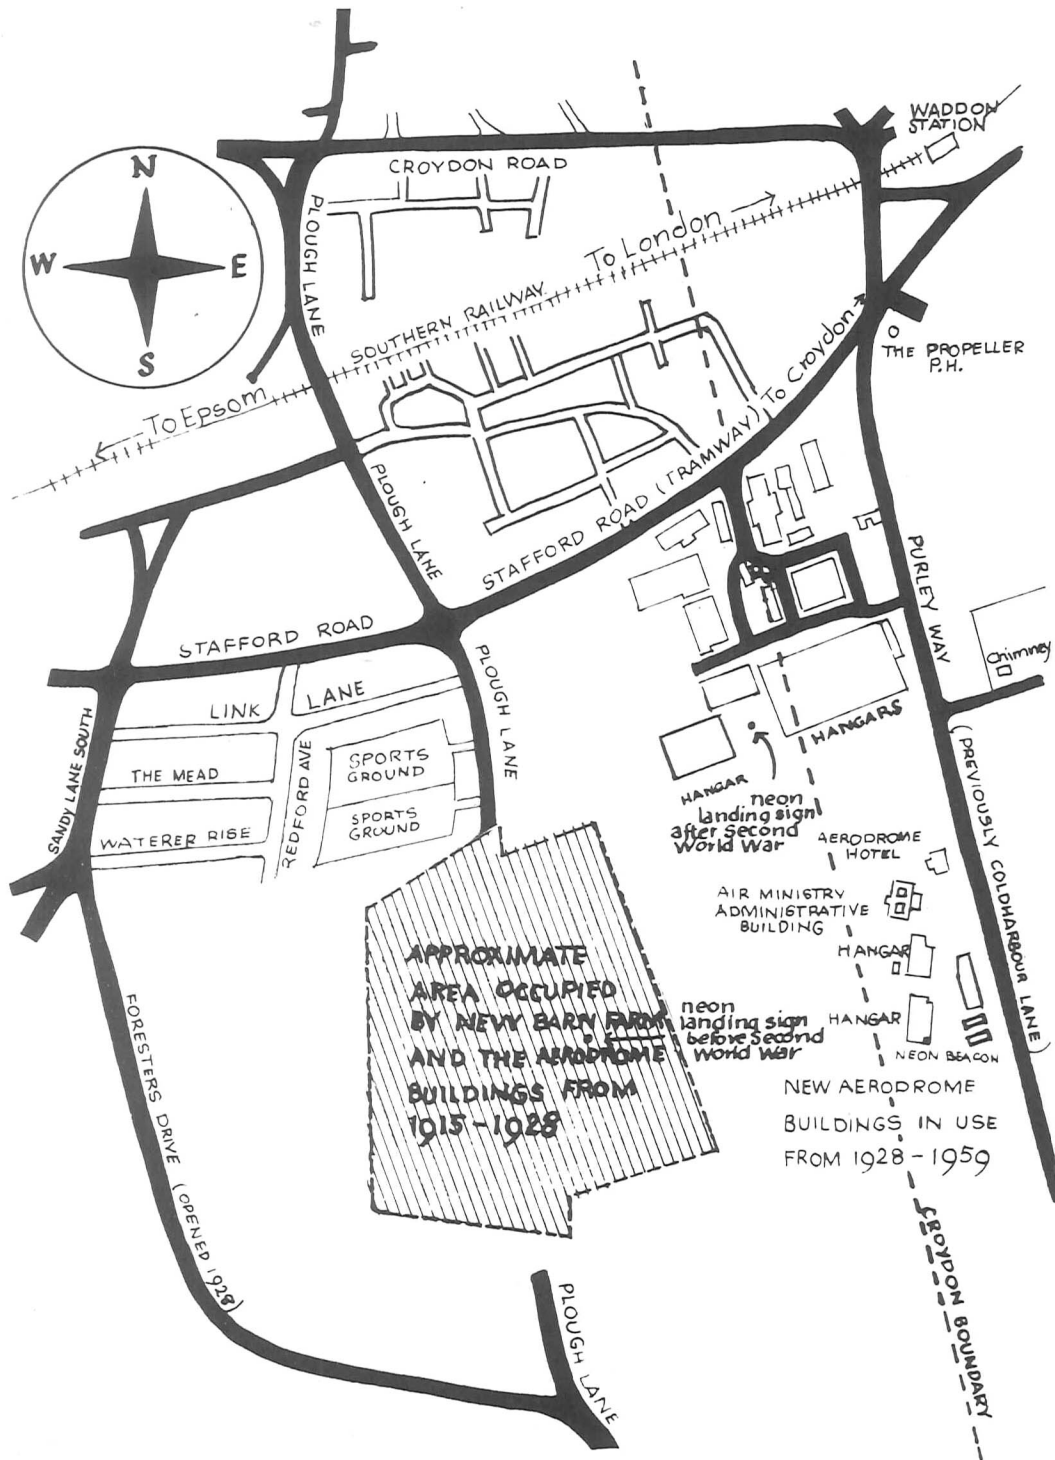 WADDON
STATION
N
W
E
S
CROYDON ROAD
PLOUGH LANE
To London
SOUTHERN RAILWAY
To Epsom
THE PROPELLER
P.H.
To Croydon
STAFFORD ROAD (TRAMWAY)
PLOUGH LANE
STAFFORD ROAD
PURLEY WAY
(PREVIOUSLY COLDHARBOUR LANE)
Chimney
PLOUGH LANE
LINK LANE
SANDY LANE SOUTH
THE MEAD
WATERER RISE
REDFORD AVE
SPORTS
GROUND
SPORTS
GROUND
HANGARS
HANGAR
neon
landing sign
after Second
World War
AERODROME
HOTEL
AIR MINISTRY
ADMINISTRATIVE
BUILDING
HANGAR
HANGAR
NEON BEACON
APPROXIMATE
AREA OCCUPIED
BY NEW BARN FARM
AND THE AERODROME
BUILDINGS FROM
1915-1928
neon
landing sign
before Second
World War
NEW AERODROME
BUILDINGS IN USE
FROM 1928-1959
FORESTERS DRIVE (OPENED 1928)
PLOUGH LANE
CROYDON BOUNDARY